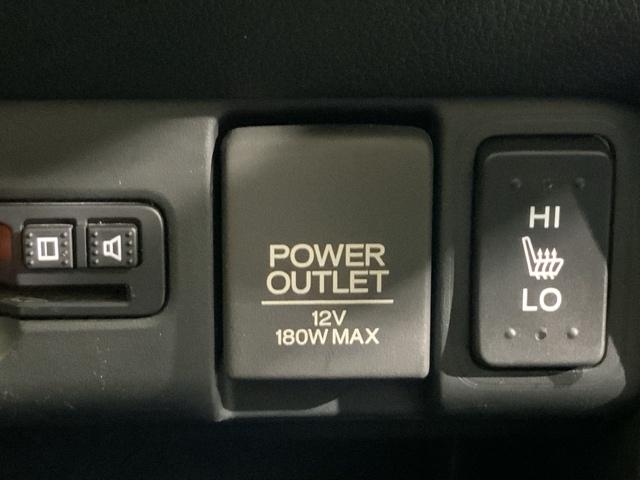 POWER
OUTLET
12V
180W MAX
HI
LO